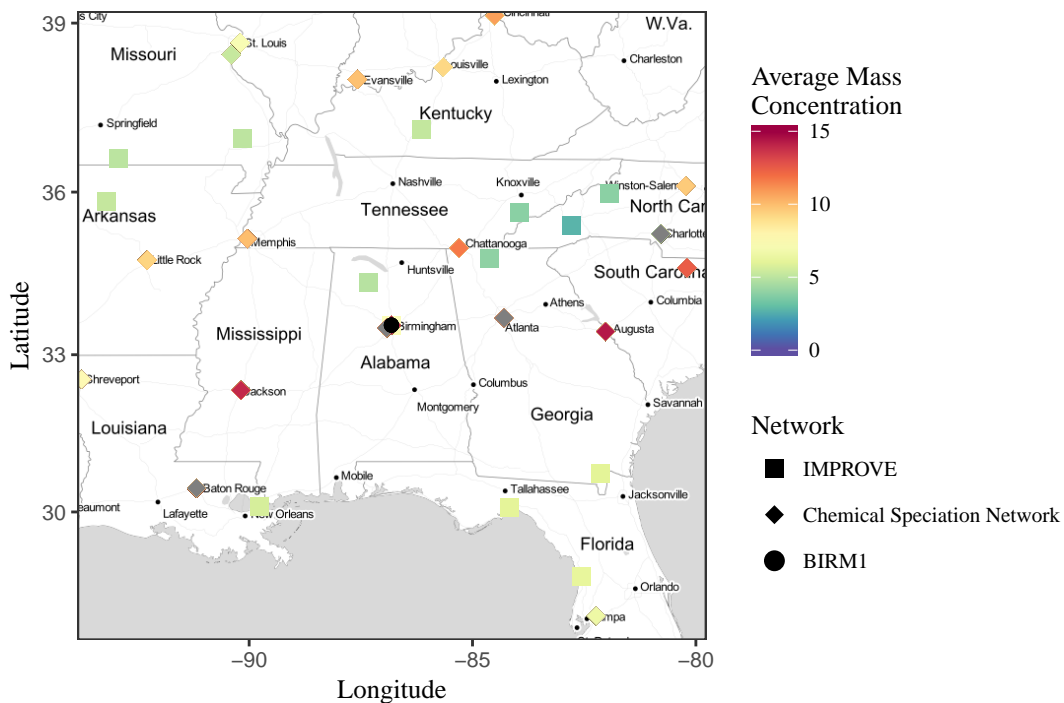 39
36
33
30
Latitude
−90
−85
−80
Longitude
s City
Missouri
St. Louis
Springfield
Cincinnati
W.Va.
Charleston
Louisville
Evansville
Lexington
Kentucky
Nashville
Knoxville
Winston-Salem
Tennessee
North Car
Arkansas
Memphis
Chattanooga
Charlotte
Little Rock
Huntsville
South Carolina
Columbia
Athens
Mississippi
Birmingham
Atlanta
Augusta
Alabama
Shreveport
Jackson
Columbus
Montgomery
Savannah
Louisiana
Georgia
Mobile
Baton Rouge
Tallahassee
Jacksonville
eaumont
Lafayette
New Orleans
Florida
Orlando
Tampa
Average Mass
Concentration
15
10
5
0
Network
IMPROVE
Chemical Speciation Network
BIRM1